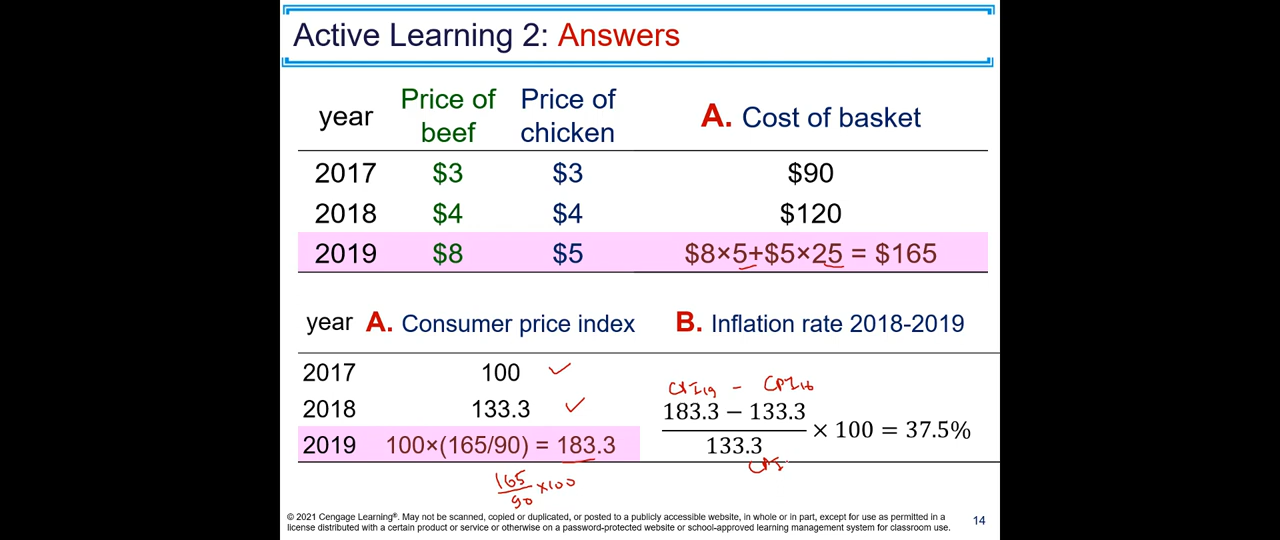 Active Learning 2: Answers
year Price of beef Price of chicken A. Cost of basket
2017 $3 $3 $90
2018 $4 $4 $120
2019 $8 $5 $8×5+$5×25 = $165
year A. Consumer price index B. Inflation rate 2018-2019
2017 100 ✓
2018 133.3 ✓
2019 100×(165/90) = 183.3
CPI19 - CPI18
183.3 − 133.3
133.3
× 100 = 37.5%
CPI
165
90
×100
© 2021 Cengage Learning®. May not be scanned, copied or duplicated, or posted to a publicly accessible website, in whole or in part, except for use as permitted in a
license distributed with a certain product or service or otherwise on a password-protected website or school-approved learning management system for classroom use.
14